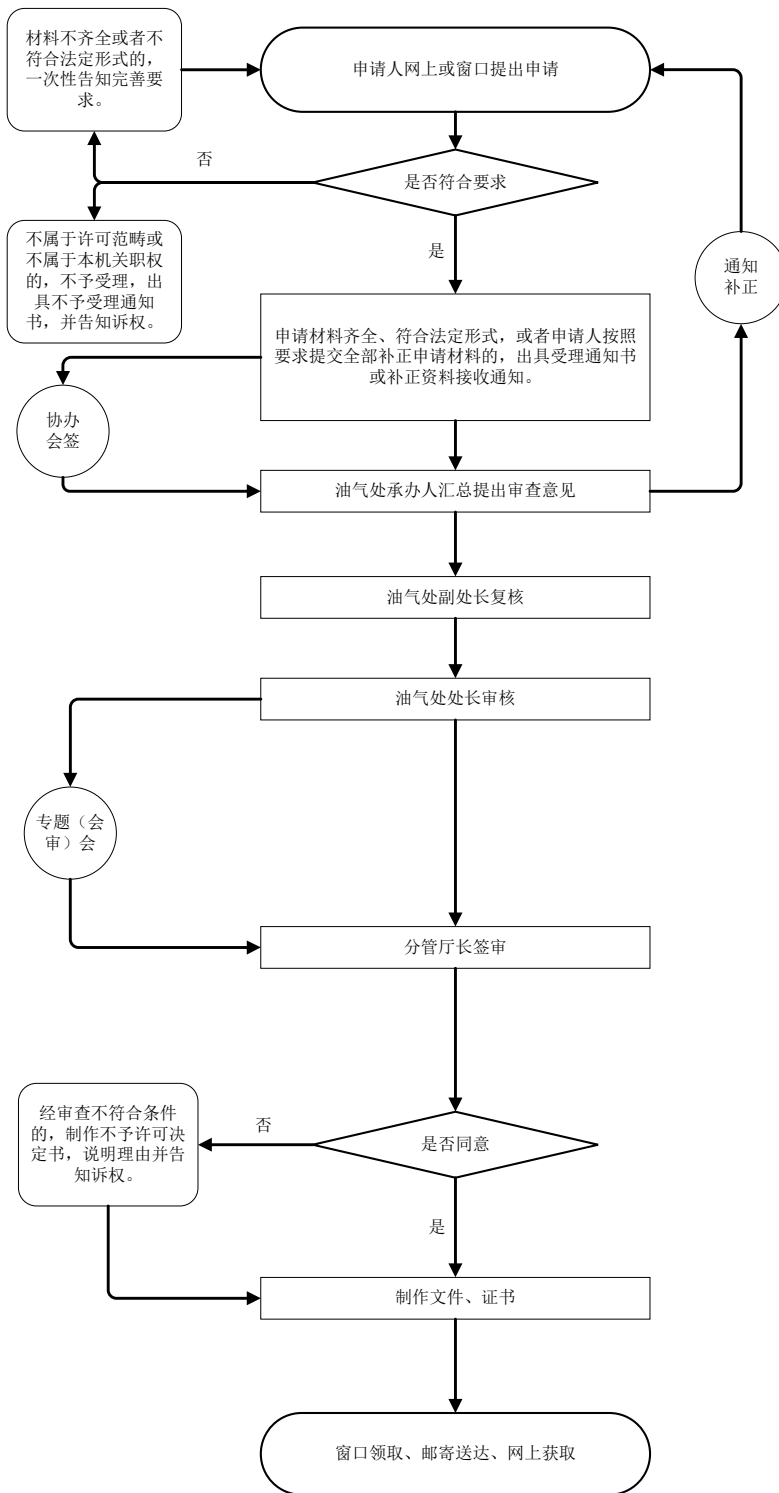 材料不齐全或者不
符合法定形式的，
一次性告知完善要
求。
申请人网上或窗口提出申请
否
是否符合要求
不属于许可范畴或
不属于本机关职权
的，不予受理，出
具不予受理通知
书，并告知诉权。
是
通知
补正
申请材料齐全、符合法定形式，或者申请人按照
要求提交全部补正申请材料的，出具受理通知书
或补正资料接收通知。
协办
会签
油气处承办人汇总提出审查意见
油气处副处长复核
油气处处长审核
专题（会
审）会
分管厅长签审
经审查不符合条件
的，制作不予许可决
定书，说明理由并告
知诉权。
否
是否同意
是
制作文件、证书
窗口领取、邮寄送达、网上获取